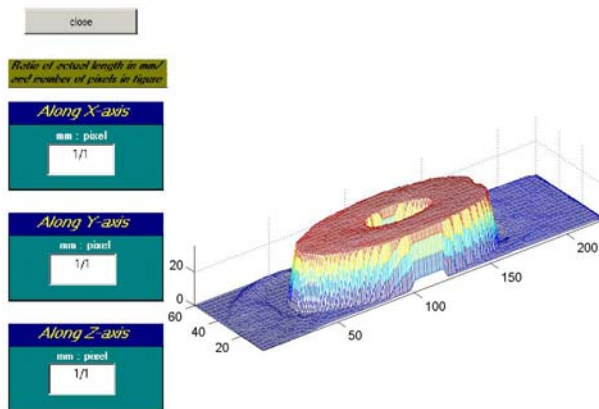 close
Ratio of actual length in mm/
and number of pixels in figure
Along X-axis
mm : pixel
1/1
Along Y-axis
mm : pixel
1/1
Along Z-axis
mm : pixel
1/1
20
0
60
40
20
50
100
150
200